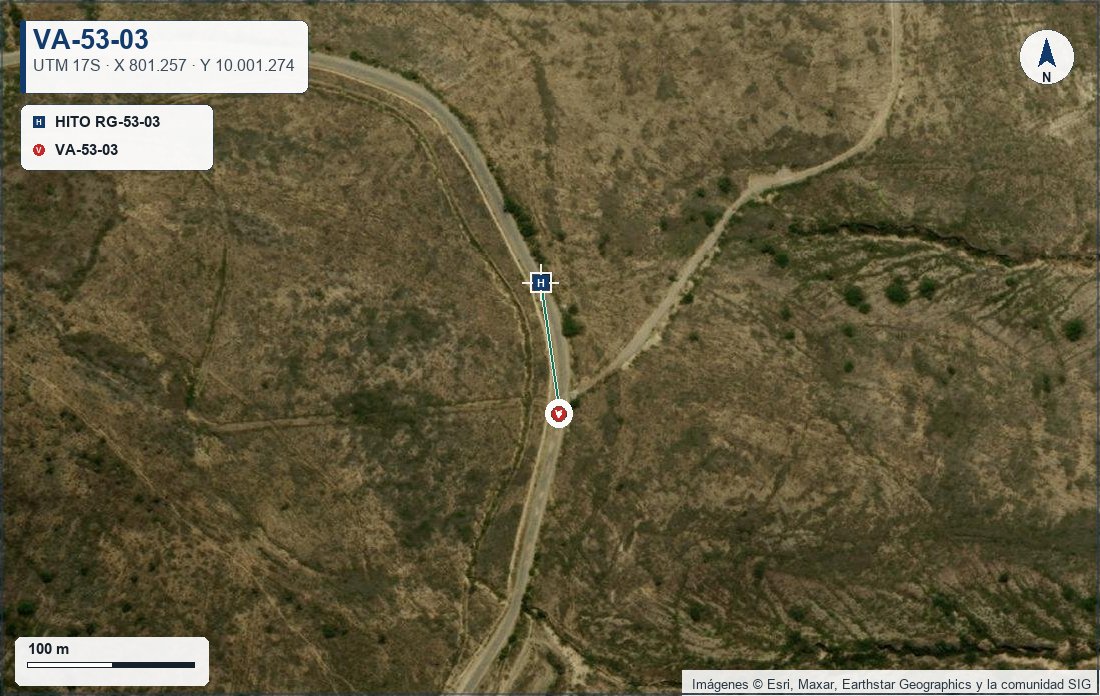 VA-53-03
UTM 17S · X 801.257 · Y 10.001.274
H HITO RG-53-03
V VA-53-03
N
H
V
100 m
Imágenes © Esri, Maxar, Earthstar Geographics y la comunidad SIG